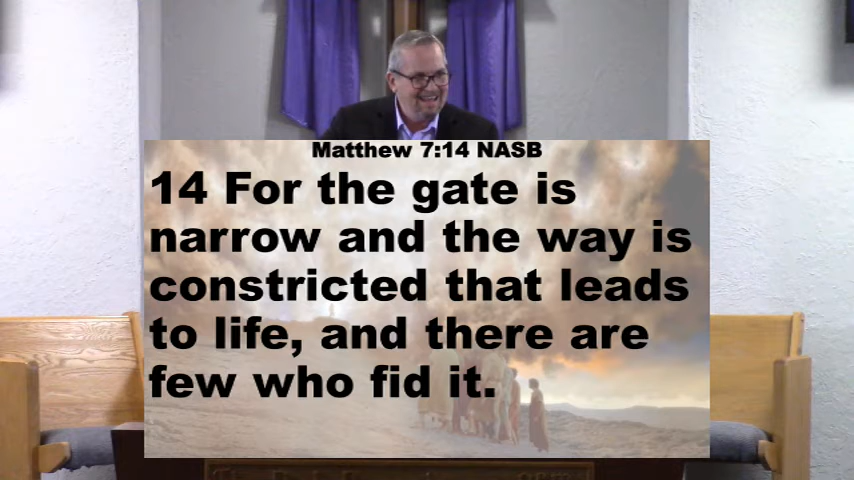 Matthew 7:14 NASB
14 For the gate is
narrow and the way is
constricted that leads
to life, and there are
few who fid it.